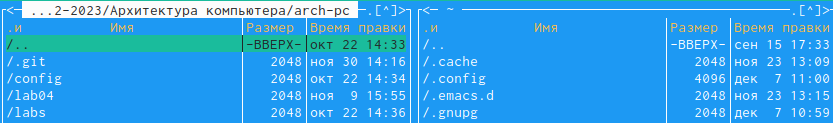 ...2-2023/Архитектура компьютера/arch-pc .[^]>
.и Имя Размер Время правки
/.. -ВВЕРХ- окт 22 14:33
/.git 2048 ноя 30 14:16
/config 2048 окт 22 14:34
/lab04 2048 ноя 9 15:55
/labs 2048 окт 22 14:36
<─ ~ .[^]>
.и Имя Размер Время правки
/.. -ВВЕРХ- сен 15 17:33
/.cache 2048 ноя 23 13:09
/.config 4096 дек 7 11:00
/.emacs.d 2048 ноя 23 13:15
/.gnupg 2048 дек 7 10:59